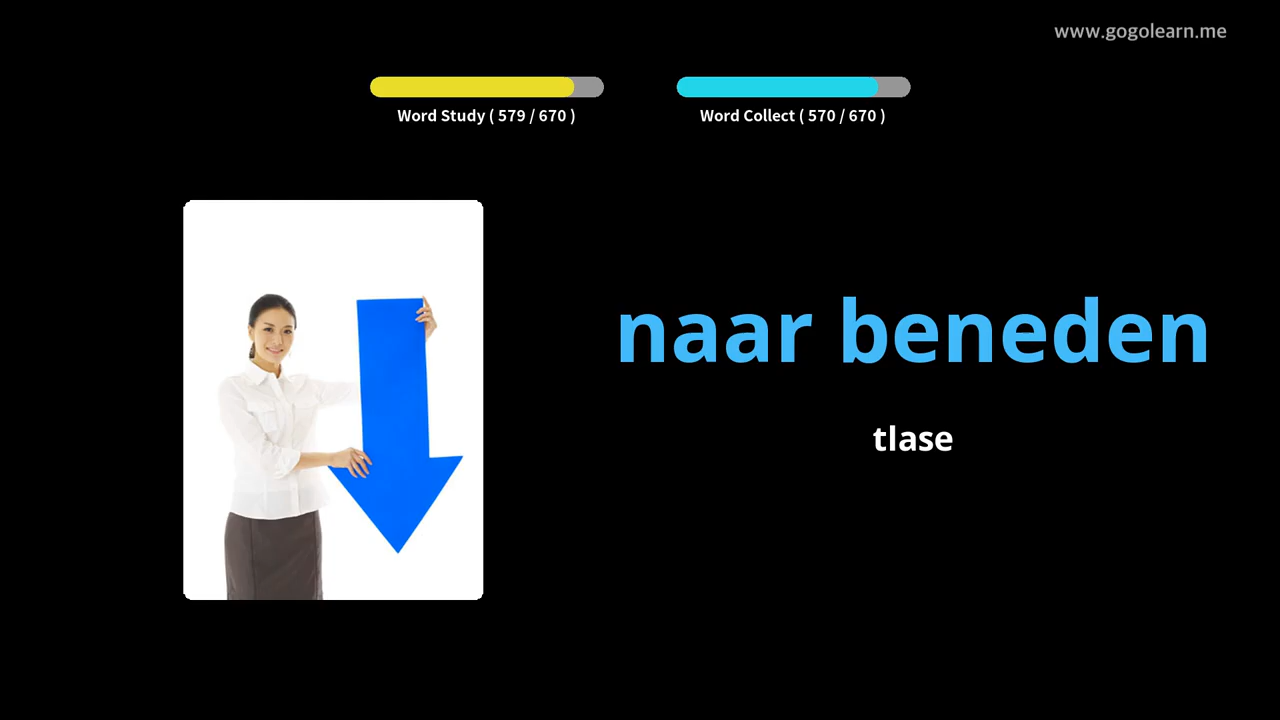 www.gogolearn.me
Word Study ( 579 / 670 )
Word Collect ( 570 / 670 )
naar beneden
tlase